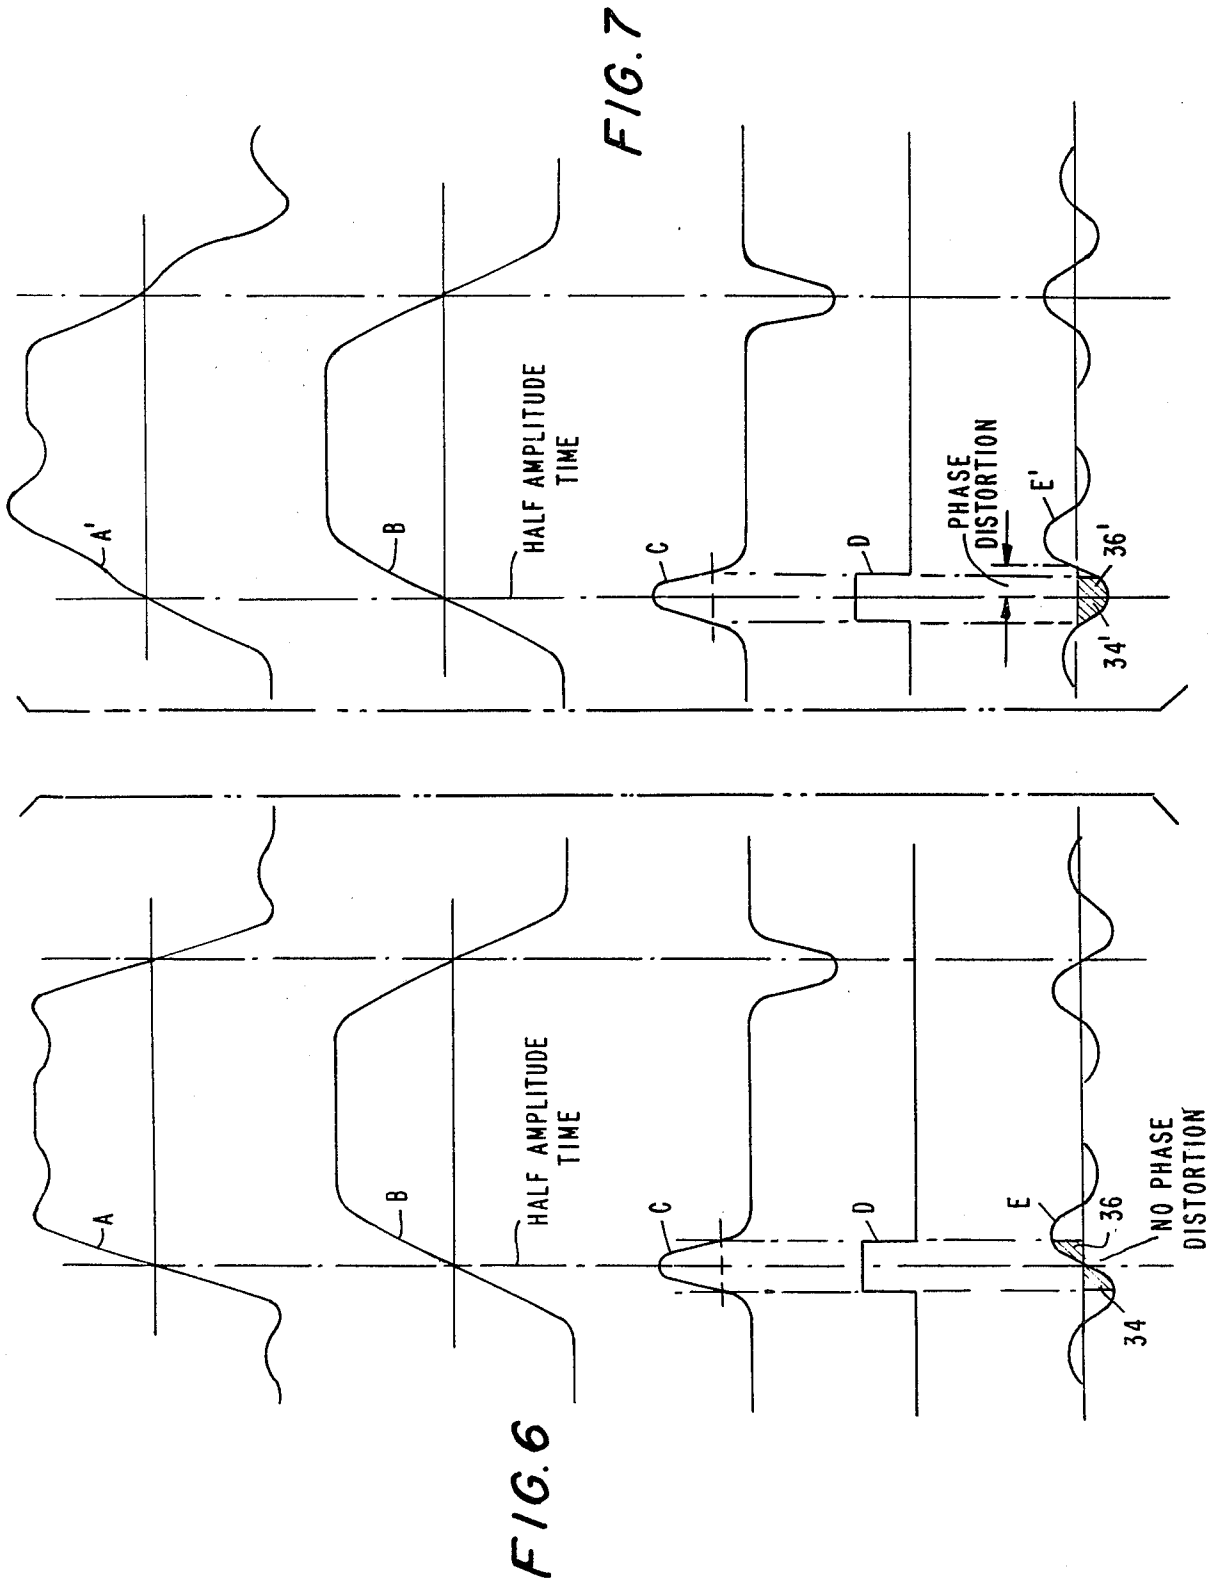 FIG. 6
A
B
HALF AMPLITUDE
TIME
C
D
E
36
34
NO PHASE
DISTORTION
FIG. 7
A'
B
HALF AMPLITUDE
TIME
C
D
PHASE
DISTORTION
E'
36'
34'